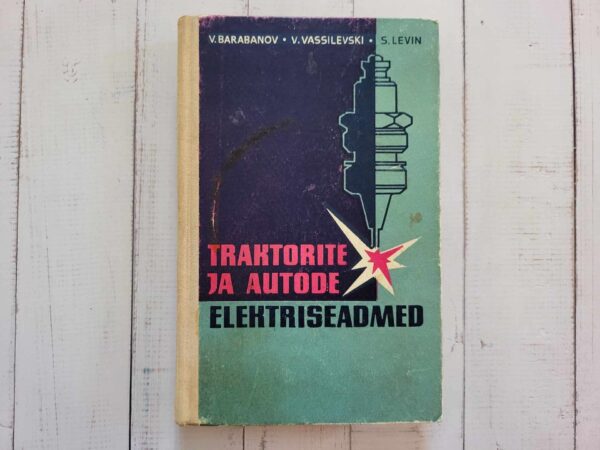 V. BARABANOV • V. VASSILEVSKI • S. LEVIN
TRAKTORITE
JA AUTODE
ELEKTRISEADMED